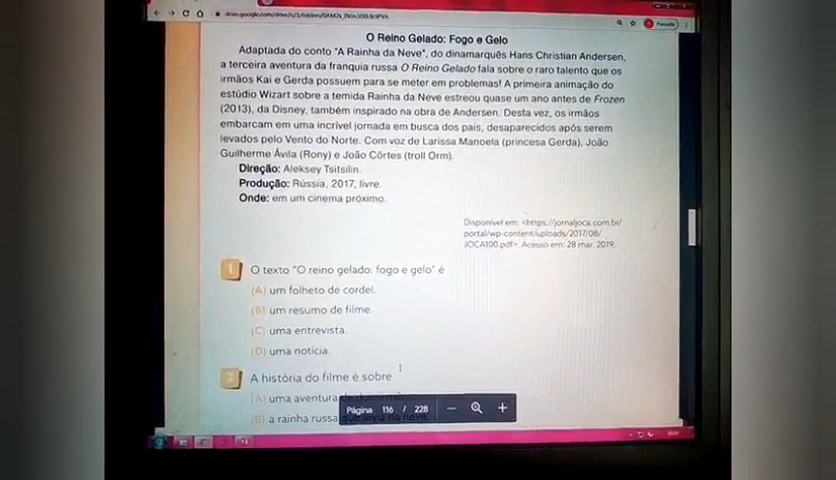 O Reino Gelado: Fogo e Gelo
Adaptada do conto "A Rainha da Neve", do dinamarquês Hans Christian Andersen,
a terceira aventura da franquia russa O Reino Gelado fala sobre o raro talento que os
irmãos Kai e Gerda possuem para se meter em problemas! A primeira animação do
estúdio Wizart sobre a temida Rainha da Neve estreou quase um ano antes de Frozen
(2013), da Disney, também inspirado na obra de Andersen. Desta vez, os irmãos
embarcam em uma incrível jornada em busca dos pais, desaparecidos após serem
levados pelo Vento do Norte. Com voz de Larissa Manoela (princesa Gerda), João
Guilherme Ávila (Rony) e João Côrtes (troll Orm).
Direção: Aleksey Tsitsilin.
Produção: Rússia, 2017, livre.
Onde: em um cinema próximo.
Disponível em: <https://jornaljoca.com.br/
portal/wp-content/uploads/2017/08/
JOCA100.pdf>. Acesso em: 28 mar. 2019.
1 O texto "O reino gelado: fogo e gelo" é
(A) um folheto de cordel.
(B) um resumo de filme.
(C) uma entrevista.
(D) uma notícia.
2 A história do filme é sobre
(A) uma aventura
(B) a rainha russa
Página 116 / 228